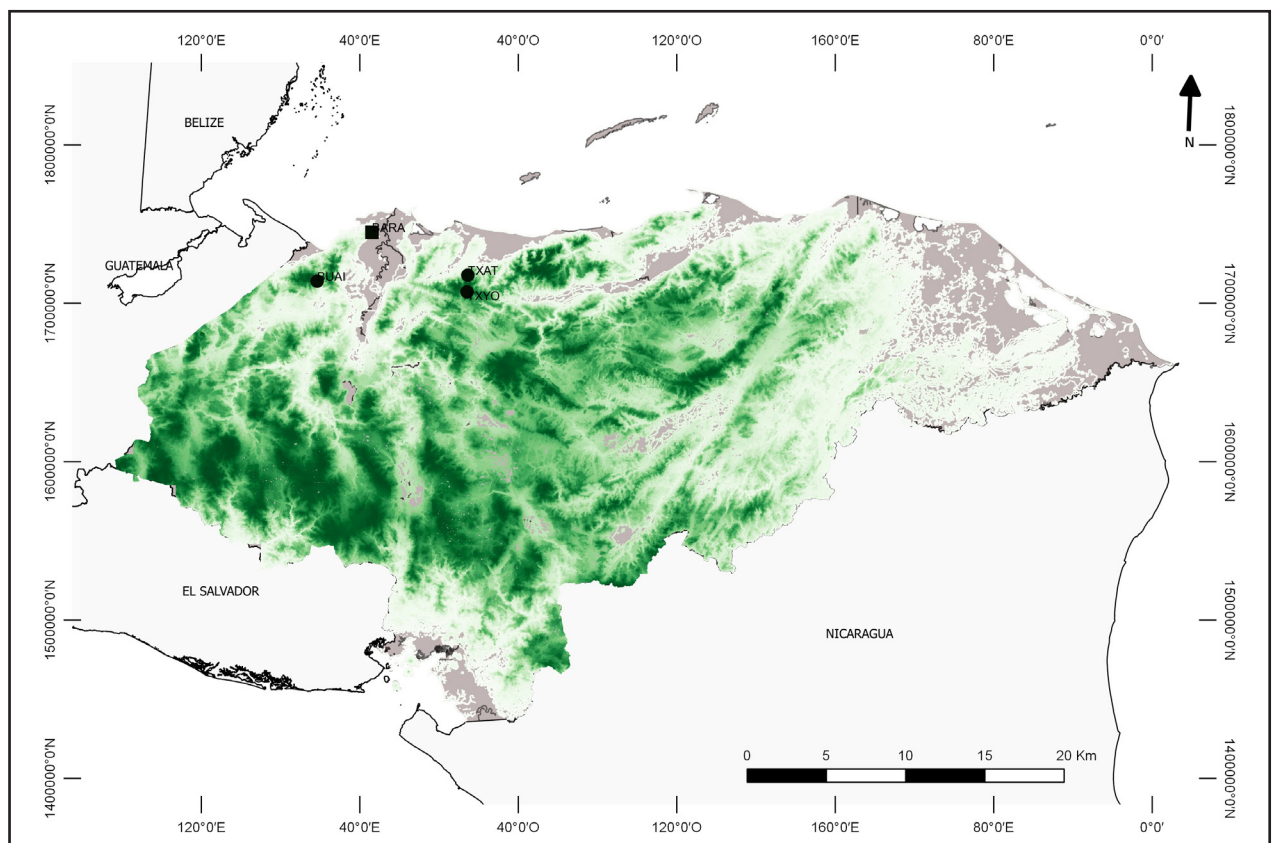 120°0'E 40°0'E 40°0'O 120°0'O 160°0'E 80°0'E 0°0'
BELIZE
N
1800000°0'N 1800000°0'N
BARA
GUATEMALA
BUAI
TXAT
TXYO
1700000°0'N 1700000°0'N
1600000°0'N 1600000°0'N
EL SALVADOR
NICARAGUA
1500000°0'N 1500000°0'N
0 5 10 15 20 Km
1400000°0'N 1400000°0'N
120°0'E 40°0'E 40°0'O 120°0'O 160°0'E 80°0'E 0°0'